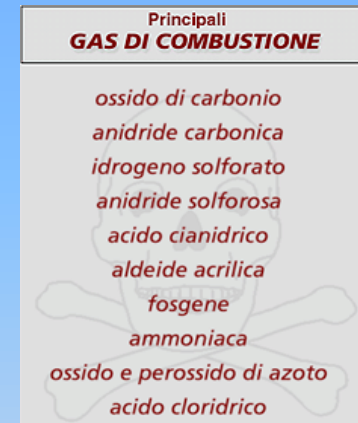 Principali
GAS DI COMBUSTIONE
ossido di carbonio
anidride carbonica
idrogeno solforato
anidride solforosa
acido cianidrico
aldeide acrilica
fosgene
ammoniaca
ossido e perossido di azoto
acido cloridrico